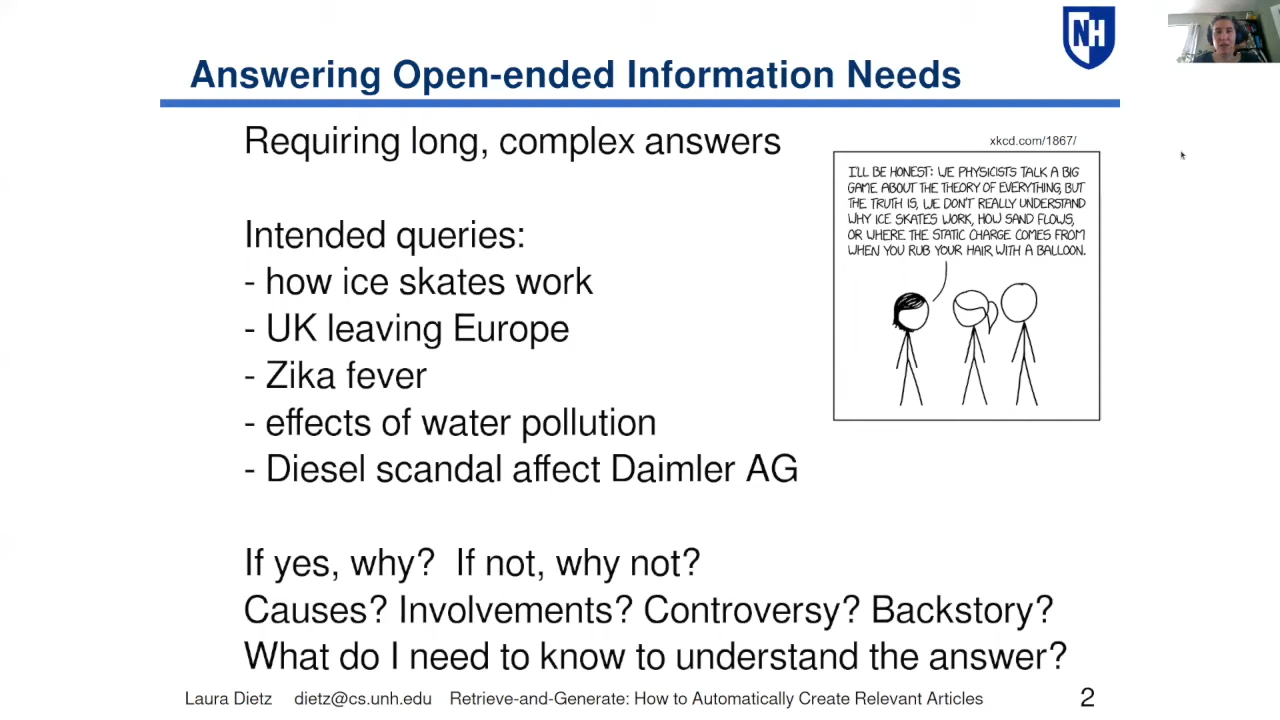 NH
Answering Open-ended Information Needs
Requiring long, complex answers
xkcd.com/1867/
I'LL BE HONEST: WE PHYSICISTS TALK A BIG
GAME ABOUT THE THEORY OF EVERYTHING, BUT
THE TRUTH IS, WE DON'T REALLY UNDERSTAND
WHY ICE SKATES WORK, HOW SAND FLOWS,
OR WHERE THE STATIC CHARGE COMES FROM
WHEN YOU RUB YOUR HAIR WITH A BALLOON.
Intended queries:
- how ice skates work
- UK leaving Europe
- Zika fever
- effects of water pollution
- Diesel scandal affect Daimler AG
If yes, why? If not, why not?
Causes? Involvements? Controversy? Backstory?
What do I need to know to understand the answer?
Laura Dietz dietz@cs.unh.edu Retrieve-and-Generate: How to Automatically Create Relevant Articles 2